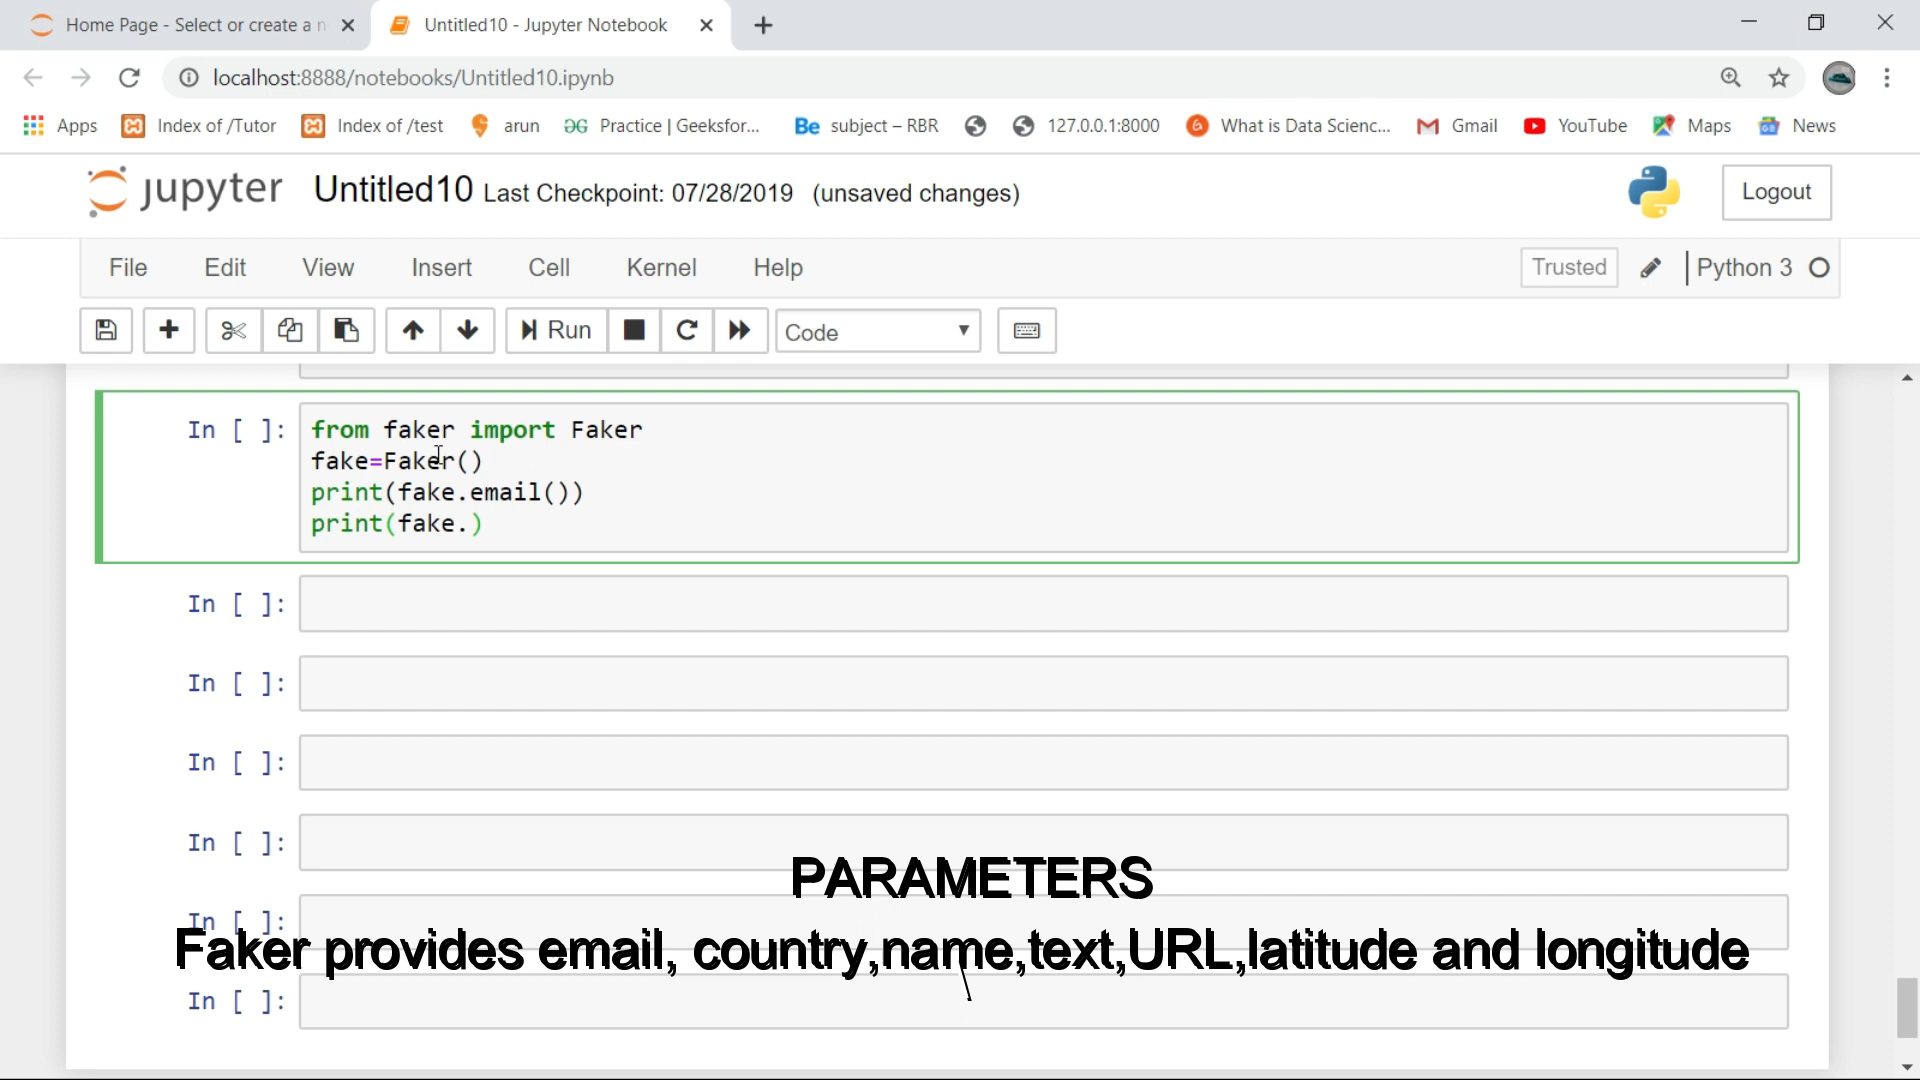 Home Page - Select or create a n
Untitled10 - Jupyter Notebook
localhost:8888/notebooks/Untitled10.ipynb
Apps Index of /Tutor Index of /test arun Practice | Geeksfor... Be subject – RBR 127.0.0.1:8000 What is Data Scienc... Gmail YouTube Maps News
jupyter Untitled10 Last Checkpoint: 07/28/2019 (unsaved changes) Logout
File Edit View Insert Cell Kernel Help Trusted Python 3
Run Code
In [ ]: from faker import Faker
fake=Faker()
print(fake.email())
print(fake.)
In [ ]:
In [ ]:
In [ ]:
In [ ]:
PARAMETERS
In [ ]:
Faker provides email, country,name,text,URL,latitude and longitude
In [ ]: